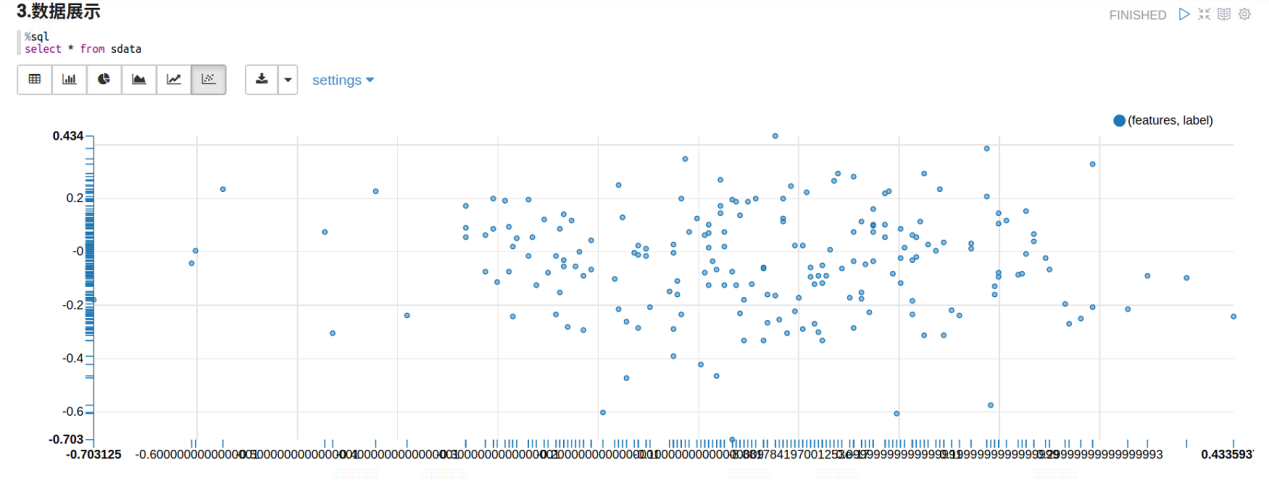 3.数据展示
FINISHED
%sql
select * from sdata
settings
(features, label)
0.434
0.2
-0
-0.2
-0.4
-0.6
-0.703
-0.703125
0.433593